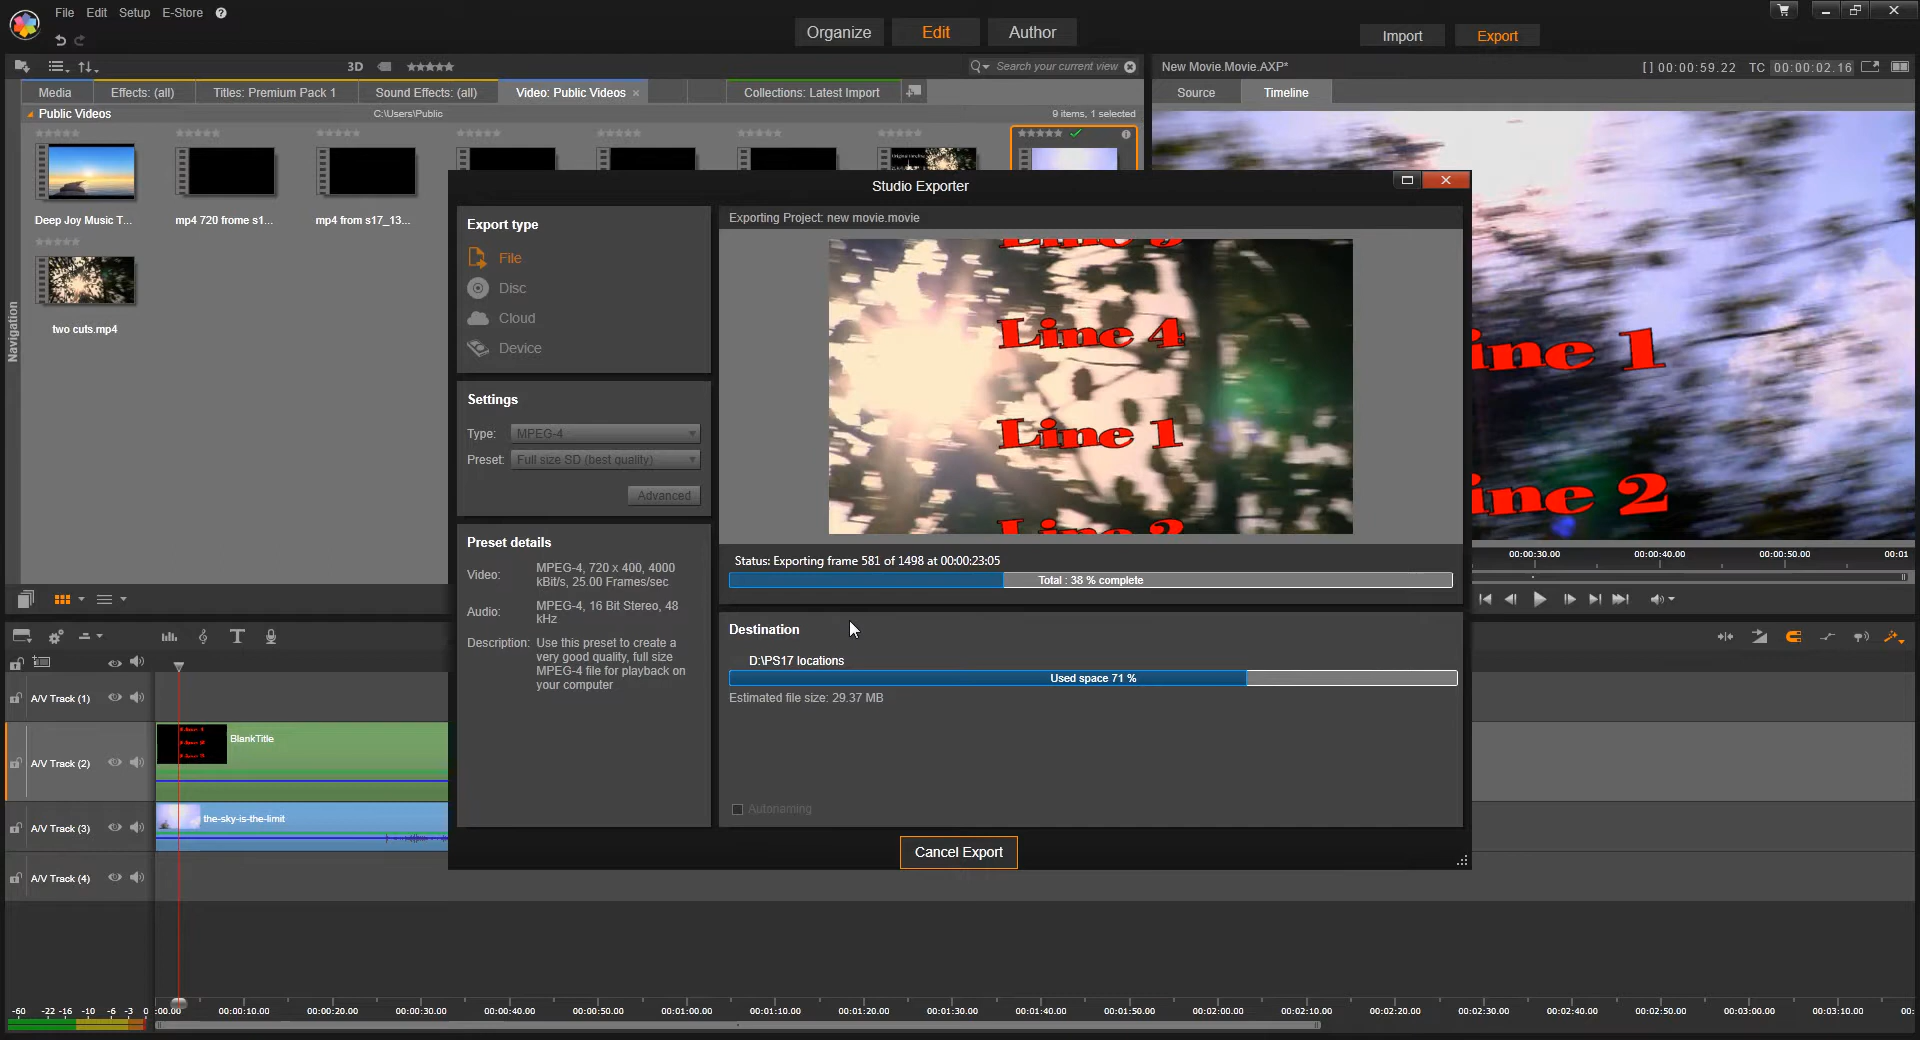 File Edit Setup E-Store ?
Organize Edit Author
Import Export
3D
Search your current view
New Movie.Movie.AXP*
[ ] 00:00:59.22 TC 00:00:02.16
Media Effects: (all) Titles: Premium Pack 1 Sound Effects: (all) Video: Public Videos × Collections: Latest Import
Source Timeline
Public Videos C:\Users\Public 9 items, 1 selected
Deep Joy Music T... mp4 720 frome s1... mp4 from s17_13...
two cuts.mp4
Navigation
Studio Exporter
Export type
File
Disc
Cloud
Device
Settings
Type: MPEG-4
Preset: Full size SD (best quality)
Advanced
Preset details
Video: MPEG-4, 720 x 400, 4000
kBit/s, 25.00 Frames/sec
Audio: MPEG-4, 16 Bit Stereo, 48
kHz
Description: Use this preset to create a
very good quality, full size
MPEG-4 file for playback on
your computer
Exporting Project: new movie.movie
Line 4
Line 1
Status: Exporting frame 581 of 1498 at 00:00:23:05
Total : 38 % complete
Destination
D:\PS17 locations
Used space 71 %
Estimated file size: 29.37 MB
Autonaming
Cancel Export
ine 1
ine 2
00:00:30.00 00:00:40.00 00:00:50.00 00:01
A/V Track (1)
A/V Track (2)
BlankTitle
A/V Track (3)
the-sky-is-the-limit
A/V Track (4)
-60 -22 -16 -10 -6 -3 0
:00.00 00:00:10.00 00:00:20.00 00:00:30.00 00:00:40.00 00:00:50.00 00:01:00.00 00:01:10.00 00:01:20.00 00:01:30.00 00:01:40.00 00:01:50.00 00:02:00.00 00:02:10.00 00:02:20.00 00:02:30.00 00:02:40.00 00:02:50.00 00:03:00.00 00:03:10.00 00: